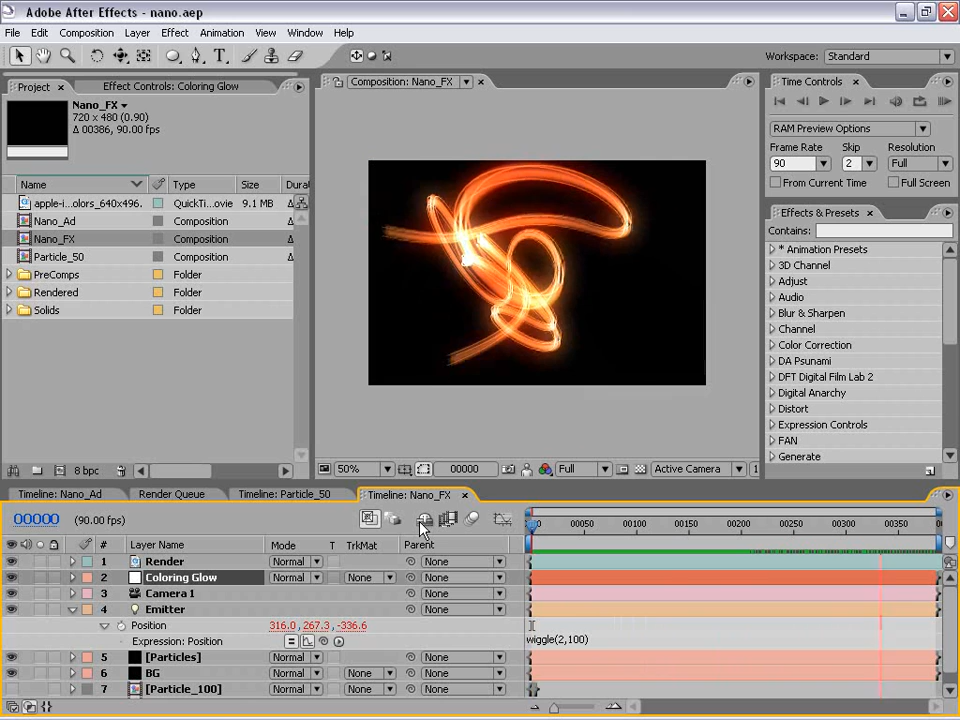 Adobe After Effects - nano.aep
File Edit Composition Layer Effect Animation View Window Help
Workspace: Standard
Project Effect Controls: Coloring Glow
Composition: Nano_FX
Time Controls
Nano_FX
720 x 480 (0.90)
Δ 00386, 90.00 fps)
RAM Preview Options
Frame Rate Skip Resolution
90 2 Full
From Current Time Full Screen
Name Type Size Dura
apple-i...olors_640x496. QuickTi...ovie 9.1 MB
Nano_Ad Composition
Nano_FX Composition
Particle_50 Composition
PreComps Folder
Rendered Folder
Solids Folder
Effects & Presets
Contains:
* Animation Presets
3D Channel
Adjust
Audio
Blur & Sharpen
Channel
Color Correction
DA Psunami
DFT Digital Film Lab 2
Digital Anarchy
Distort
Expression Controls
FAN
Generate
8 bpc
50% 00000 Full Active Camera 1
Timeline: Nano_Ad Render Queue Timeline: Particle_50 Timeline: Nano_FX
00000 (90.00 fps)
00050 00100 00150 00200 00250 00300 00350
# Layer Name Mode T TrkMat Parent
1 Render Normal None
2 Coloring Glow Normal None None
3 Camera 1 None
4 Emitter None
Position 316.0, 267.3, -336.6
Expression: Position wiggle(2,100)
5 [Particles] Normal None
6 BG Normal None None
7 [Particle_100] Normal None None